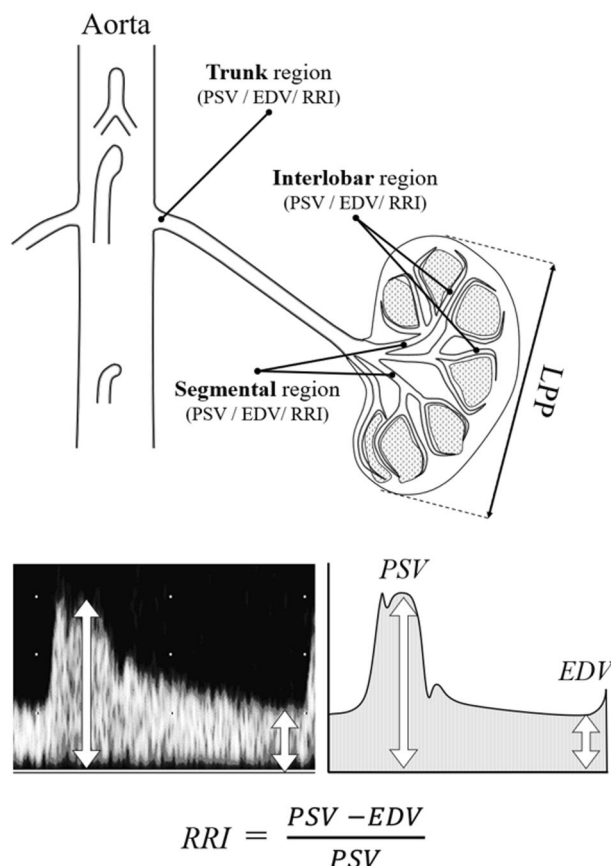 Aorta
Trunk region
(PSV / EDV/ RRI)
Interlobar region
(PSV / EDV/ RRI)
Segmental region
(PSV / EDV/ RRI)
LPP
PSV
EDV
RRI = PSV − EDV
PSV